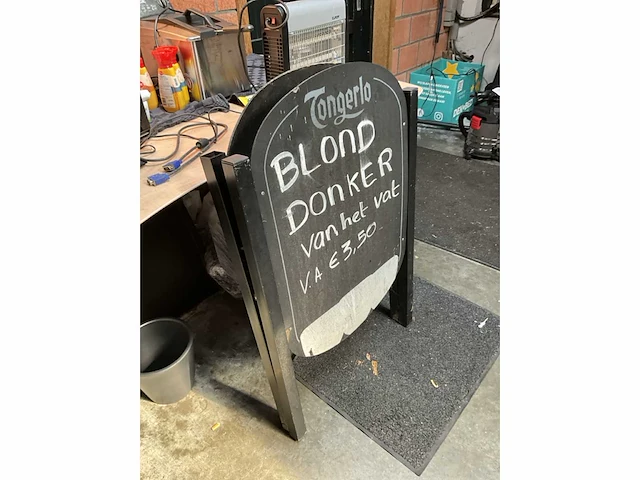 Tongerlo
BLOND
DONKER
van het vat
V.A €3,50